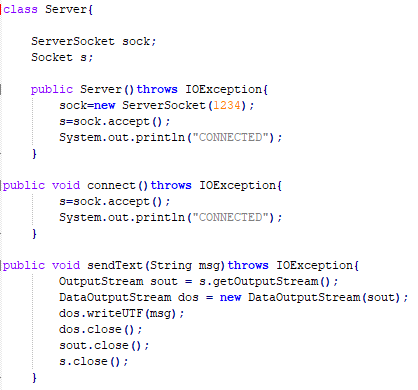 class Server{
ServerSocket sock;
Socket s;
public Server()throws IOException{
sock=new ServerSocket(1234);
s=sock.accept();
System.out.println("CONNECTED");
}
public void connect()throws IOException{
s=sock.accept();
System.out.println("CONNECTED");
}
public void sendText(String msg)throws IOException{
OutputStream sout = s.getOutputStream();
DataOutputStream dos = new DataOutputStream(sout);
dos.writeUTF(msg);
dos.close();
sout.close();
s.close();
}